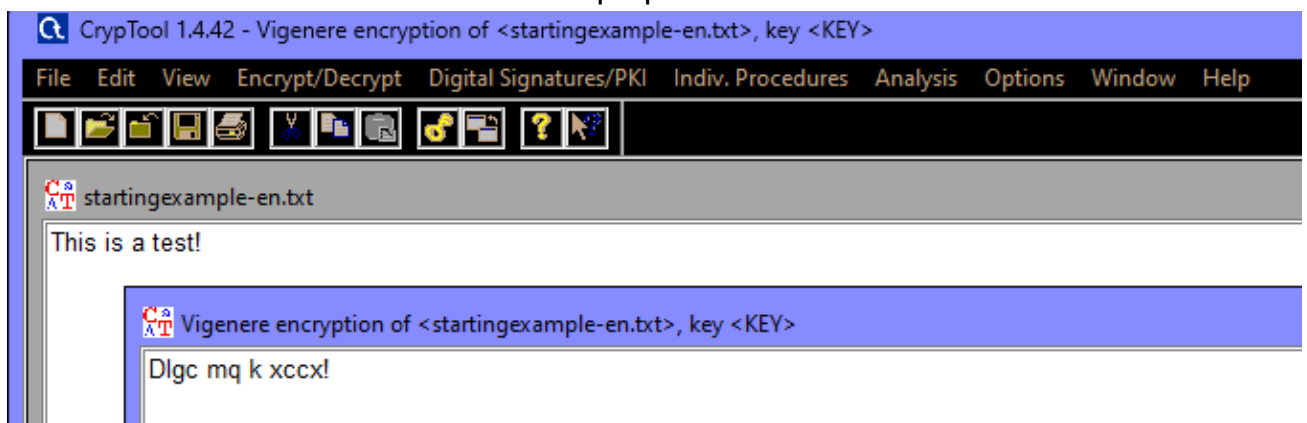 CrypTool 1.4.42 - Vigenere encryption of <startingexample-en.txt>, key <KEY>
File Edit View Encrypt/Decrypt Digital Signatures/PKI Indiv. Procedures Analysis Options Window Help
startingexample-en.txt
This is a test!
Vigenere encryption of <startingexample-en.txt>, key <KEY>
Dlgc mq k xccx!